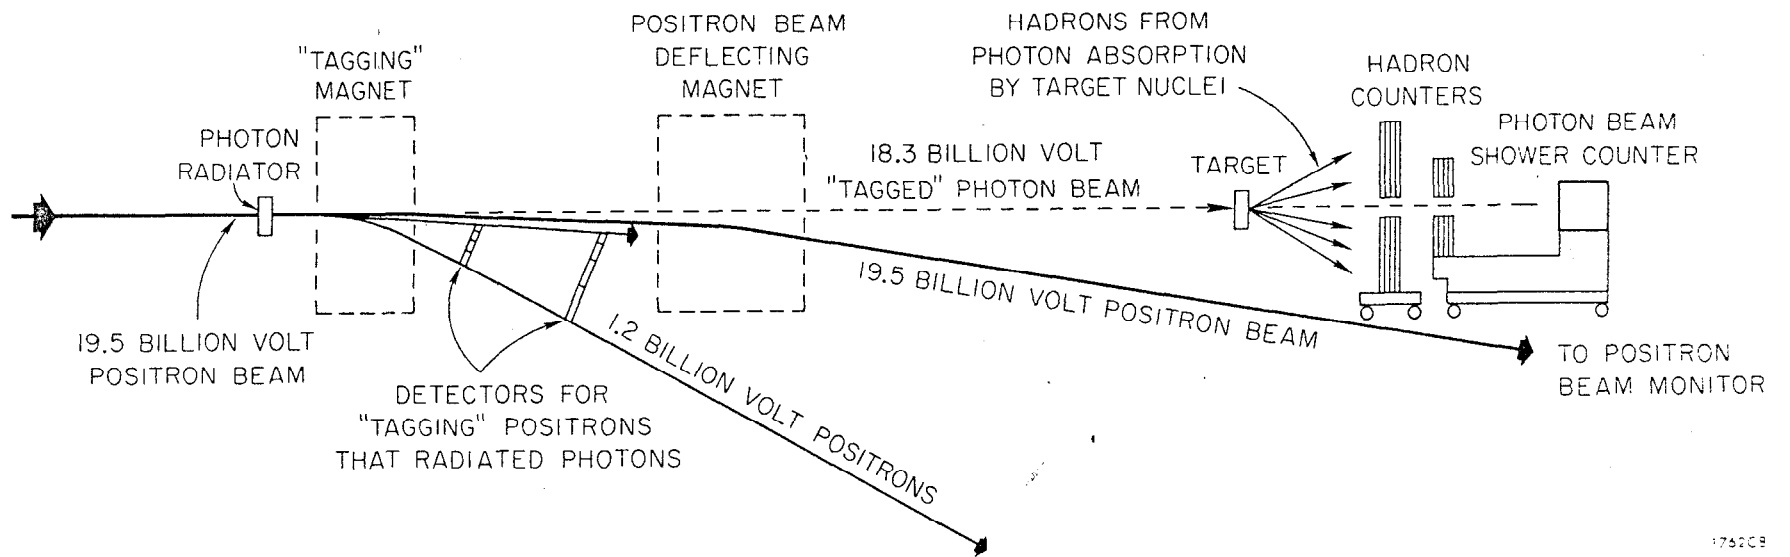 "TAGGING"
MAGNET
POSITRON BEAM
DEFLECTING
MAGNET
HADRONS FROM
PHOTON ABSORPTION
BY TARGET NUCLEI
HADRON
COUNTERS
PHOTON BEAM
SHOWER COUNTER
PHOTON
RADIATOR
18.3 BILLION VOLT
"TAGGED" PHOTON BEAM
TARGET
19.5 BILLION VOLT
POSITRON BEAM
DETECTORS FOR
"TAGGING" POSITRONS
THAT RADIATED PHOTONS
1.2 BILLION VOLT POSITRONS
19.5 BILLION VOLT POSITRON BEAM
TO POSITRON
BEAM MONITOR